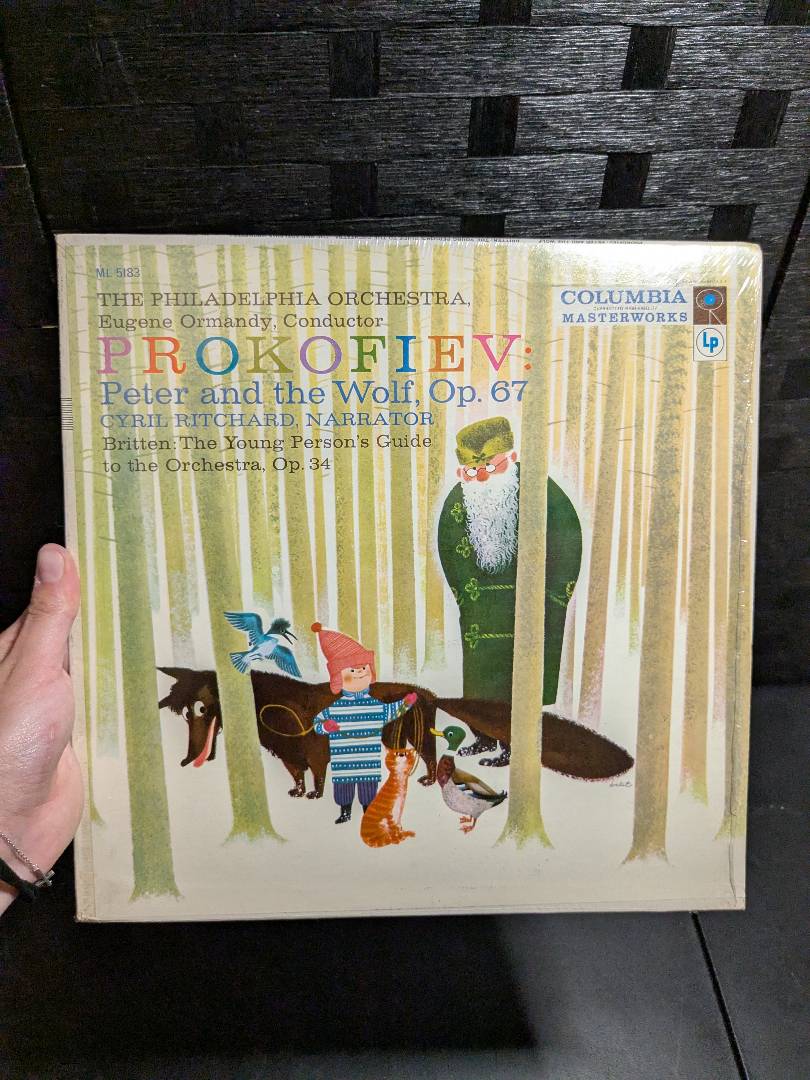 ML 5183
THE PHILADELPHIA ORCHESTRA,
Eugene Ormandy, Conductor
PROKOFIEV:
Peter and the Wolf, Op. 67
CYRIL RITCHARD, NARRATOR
Britten: The Young Person's Guide
to the Orchestra, Op. 34
COLUMBIA
MASTERWORKS
Lp